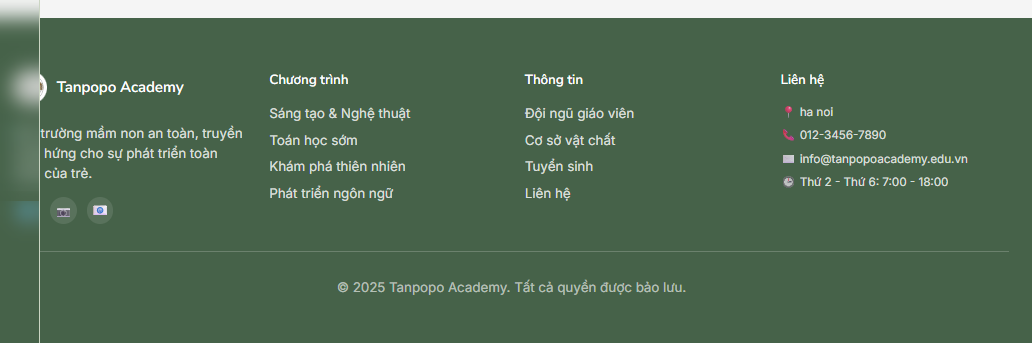 Tanpopo Academy
trường mầm non an toàn, truyền
hứng cho sự phát triển toàn
của trẻ.
Chương trình
Sáng tạo & Nghệ thuật
Toán học sớm
Khám phá thiên nhiên
Phát triển ngôn ngữ
Thông tin
Đội ngũ giáo viên
Cơ sở vật chất
Tuyển sinh
Liên hệ
Liên hệ
ha noi
012-3456-7890
info@tanpopoacademy.edu.vn
Thứ 2 - Thứ 6: 7:00 - 18:00
© 2025 Tanpopo Academy. Tất cả quyền được bảo lưu.